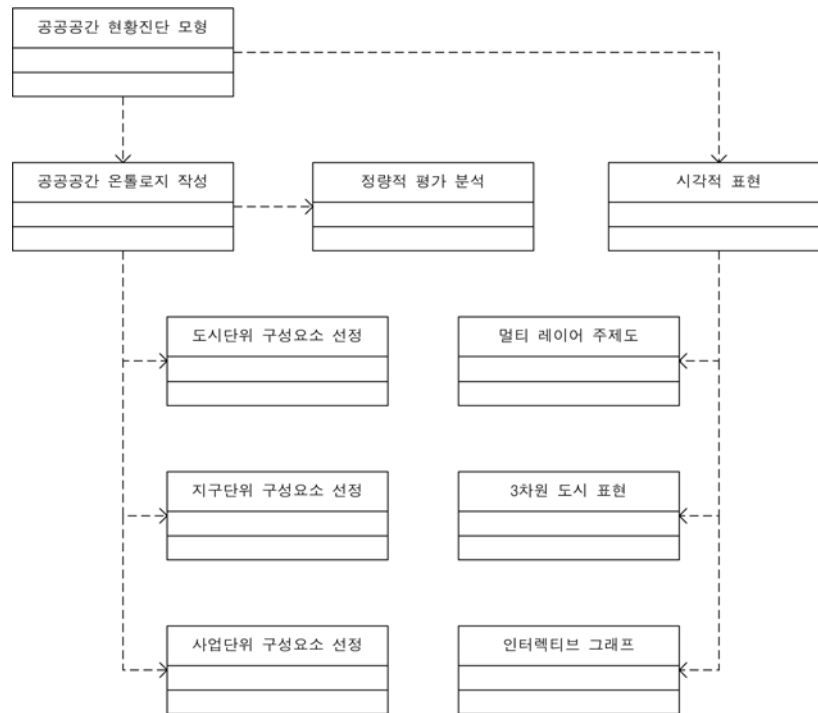 공공공간 현황진단 모형
공공공간 온톨로지 작성
정량적 평가 분석
시각적 표현
도시단위 구성요소 선정
멀티 레이어 주제도
지구단위 구성요소 선정
3차원 도시 표현
사업단위 구성요소 선정
인터렉티브 그래프